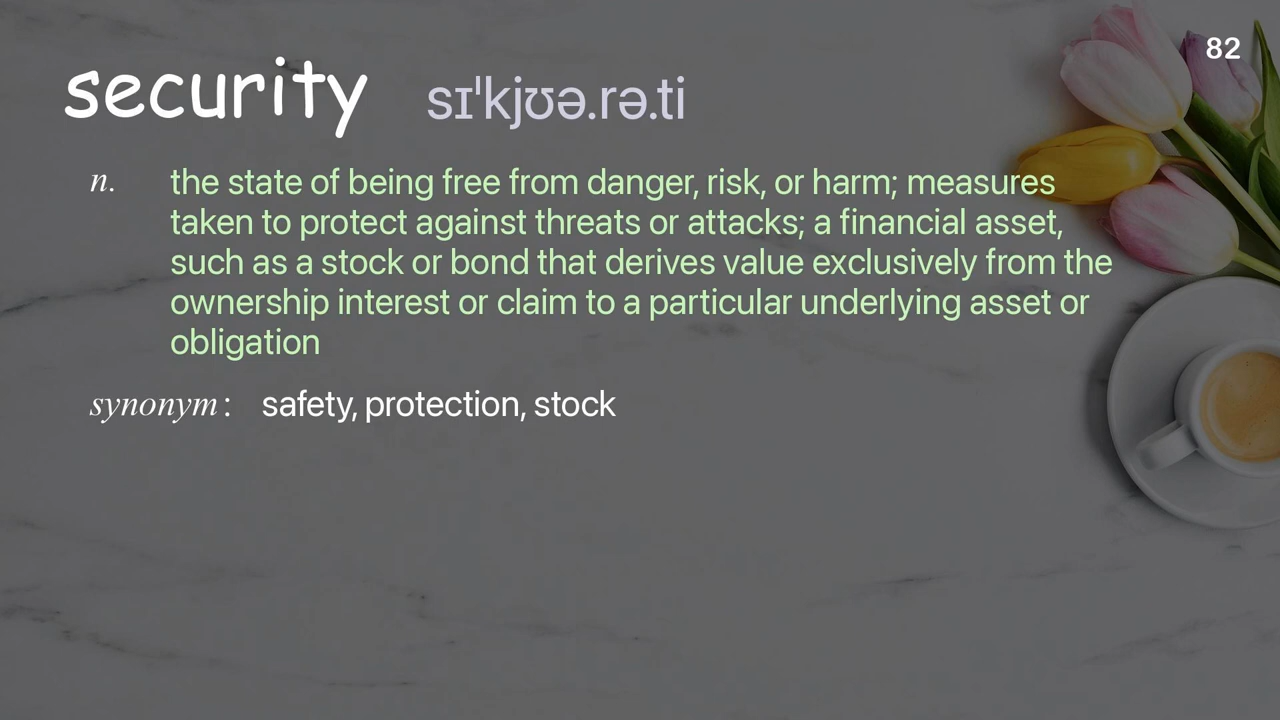 82
security sɪˈkjʊə.rə.ti
n. the state of being free from danger, risk, or harm; measures
taken to protect against threats or attacks; a financial asset,
such as a stock or bond that derives value exclusively from the
ownership interest or claim to a particular underlying asset or
obligation
synonym : safety, protection, stock